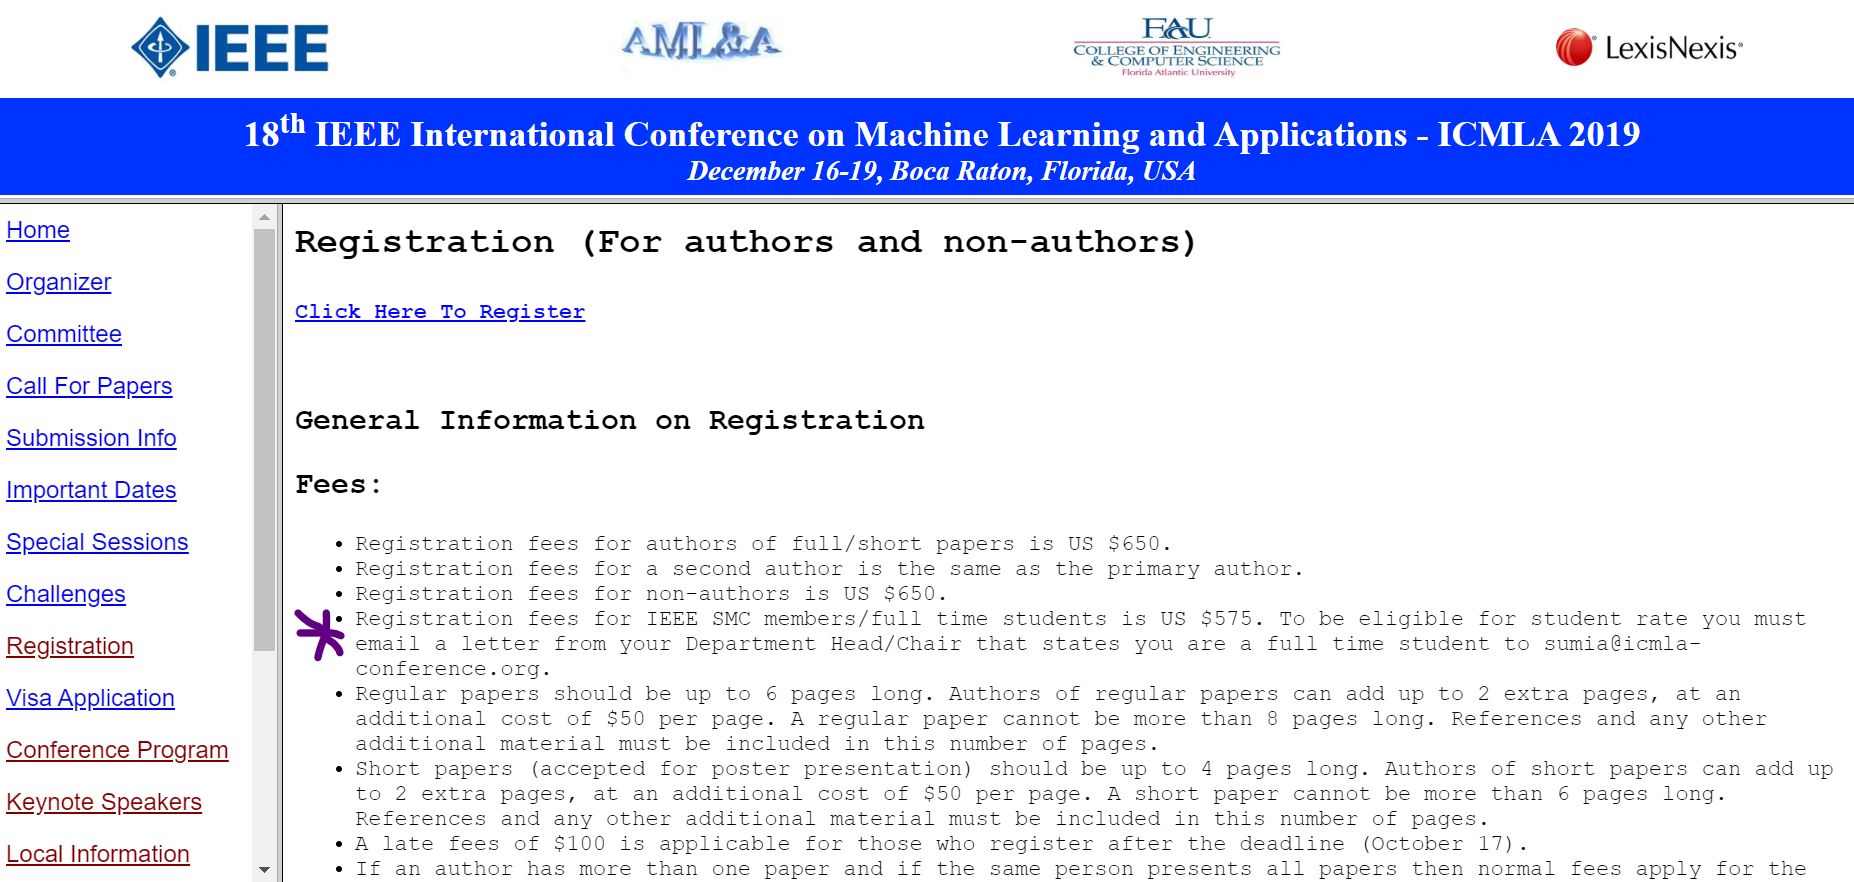 IEEE
AML&A
FAU
COLLEGE OF ENGINEERING
& COMPUTER SCIENCE
Florida Atlantic University
LexisNexis®
18th IEEE International Conference on Machine Learning and Applications - ICMLA 2019
December 16-19, Boca Raton, Florida, USA
Home
Organizer
Committee
Call For Papers
Submission Info
Important Dates
Special Sessions
Challenges
Registration
Visa Application
Conference Program
Keynote Speakers
Local Information
Registration (For authors and non-authors)
Click Here To Register
General Information on Registration
Fees:
• Registration fees for authors of full/short papers is US $650.
• Registration fees for a second author is the same as the primary author.
• Registration fees for non-authors is US $650.
• Registration fees for IEEE SMC members/full time students is US $575. To be eligible for student rate you must
email a letter from your Department Head/Chair that states you are a full time student to sumia@icmla-
conference.org.
• Regular papers should be up to 6 pages long. Authors of regular papers can add up to 2 extra pages, at an
additional cost of $50 per page. A regular paper cannot be more than 8 pages long. References and any other
additional material must be included in this number of pages.
• Short papers (accepted for poster presentation) should be up to 4 pages long. Authors of short papers can add up
to 2 extra pages, at an additional cost of $50 per page. A short paper cannot be more than 6 pages long.
References and any other additional material must be included in this number of pages.
• A late fees of $100 is applicable for those who register after the deadline (October 17).
• If an author has more than one paper and if the same person presents all papers then normal fees apply for the